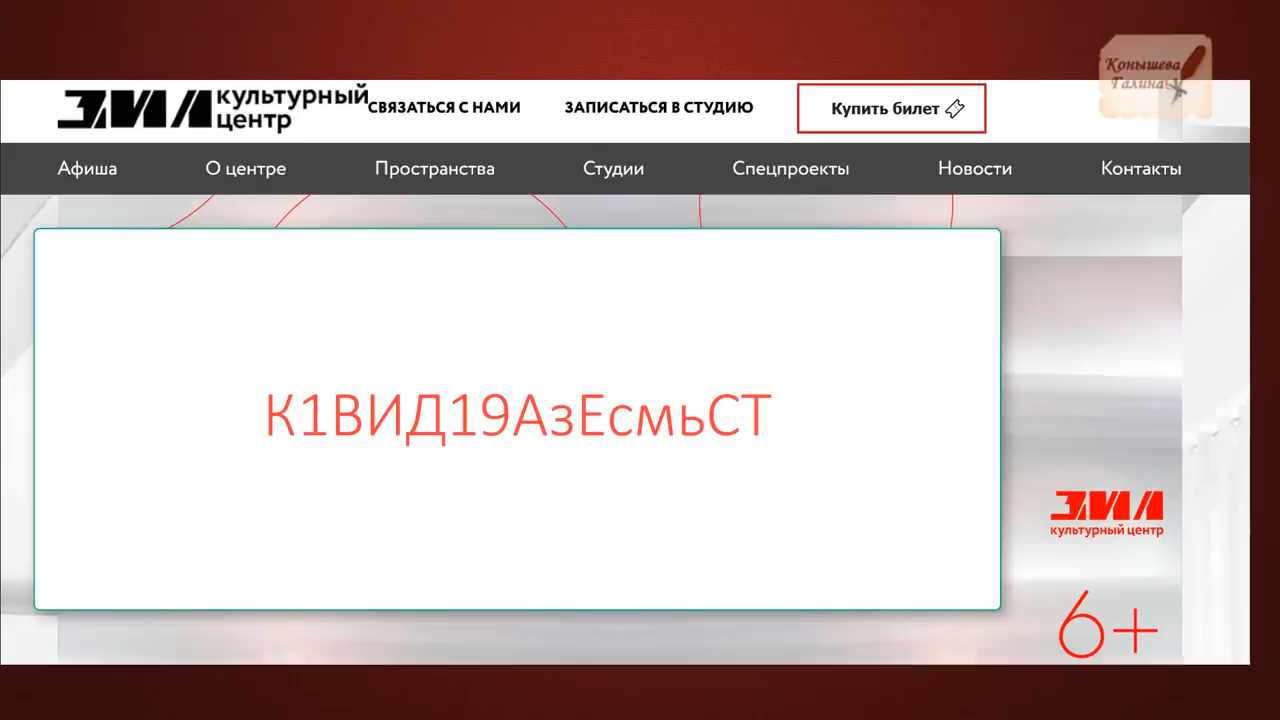 Конышева
Галина
ЗИЛ культурный
центр
СВЯЗАТЬСЯ С НАМИ ЗАПИСАТЬСЯ В СТУДИЮ Купить билет
Афиша О центре Пространства Студии Спецпроекты Новости Контакты
К1ВИД19АзЕсмьСТ
ЗИЛ
культурный центр
6+